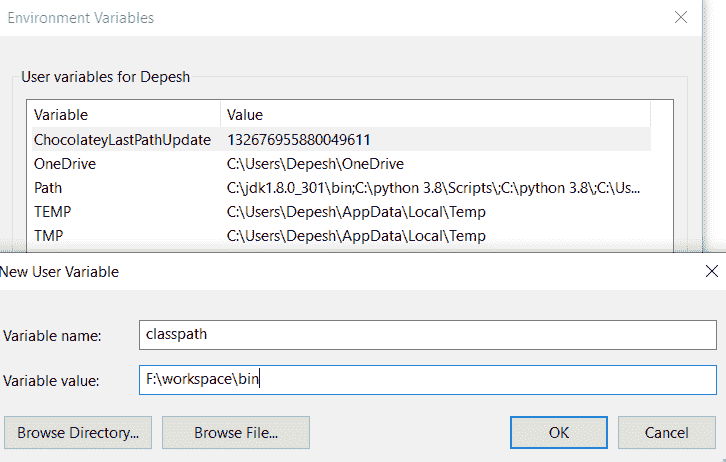 Environment Variables
User variables for Depesh
Variable Value
ChocolateyLastPathUpdate 132676955880049611
OneDrive C:\Users\Depesh\OneDrive
Path C:\jdk1.8.0_301\bin;C:\python 3.8\Scripts\;C:\python 3.8\;C:\Us...
TEMP C:\Users\Depesh\AppData\Local\Temp
TMP C:\Users\Depesh\AppData\Local\Temp
New User Variable
Variable name: classpath
Variable value: F:\workspace\bin
Browse Directory... Browse File... OK Cancel